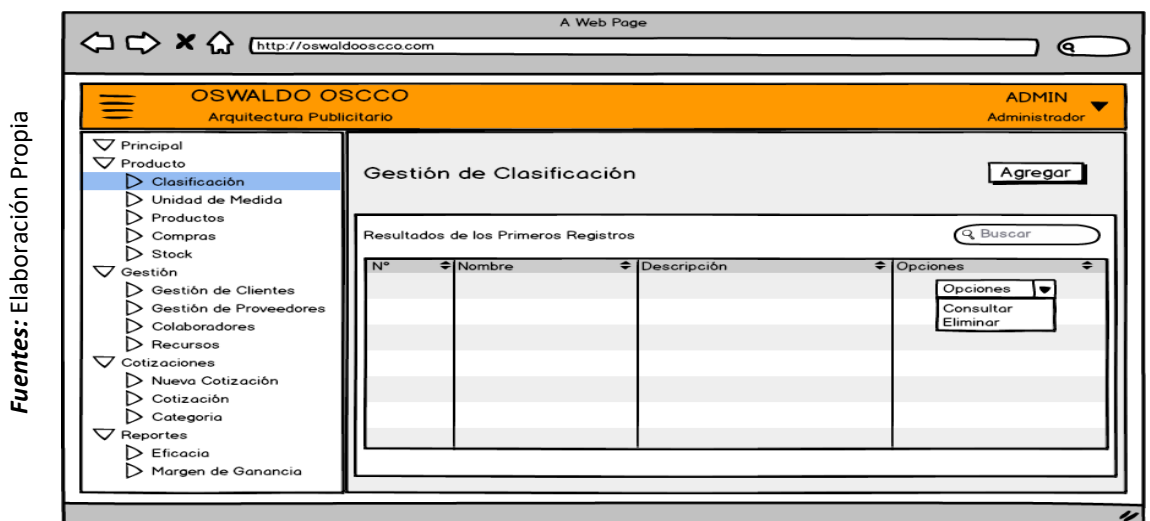 A Web Page
http://oswaldooscco.com
OSWALDO OSCCO
Arquitectura Publicitario
ADMIN
Administrador
Principal
Producto
Clasificación
Unidad de Medida
Productos
Compras
Stock
Gestión
Gestión de Clientes
Gestión de Proveedores
Colaboradores
Recursos
Cotizaciones
Nueva Cotización
Cotización
Categoria
Reportes
Eficacia
Margen de Ganancia
Gestión de Clasificación
Agregar
Resultados de los Primeros Registros
Buscar
N° Nombre Descripción Opciones
Opciones
Consultar
Eliminar
Fuentes: Elaboración Propia